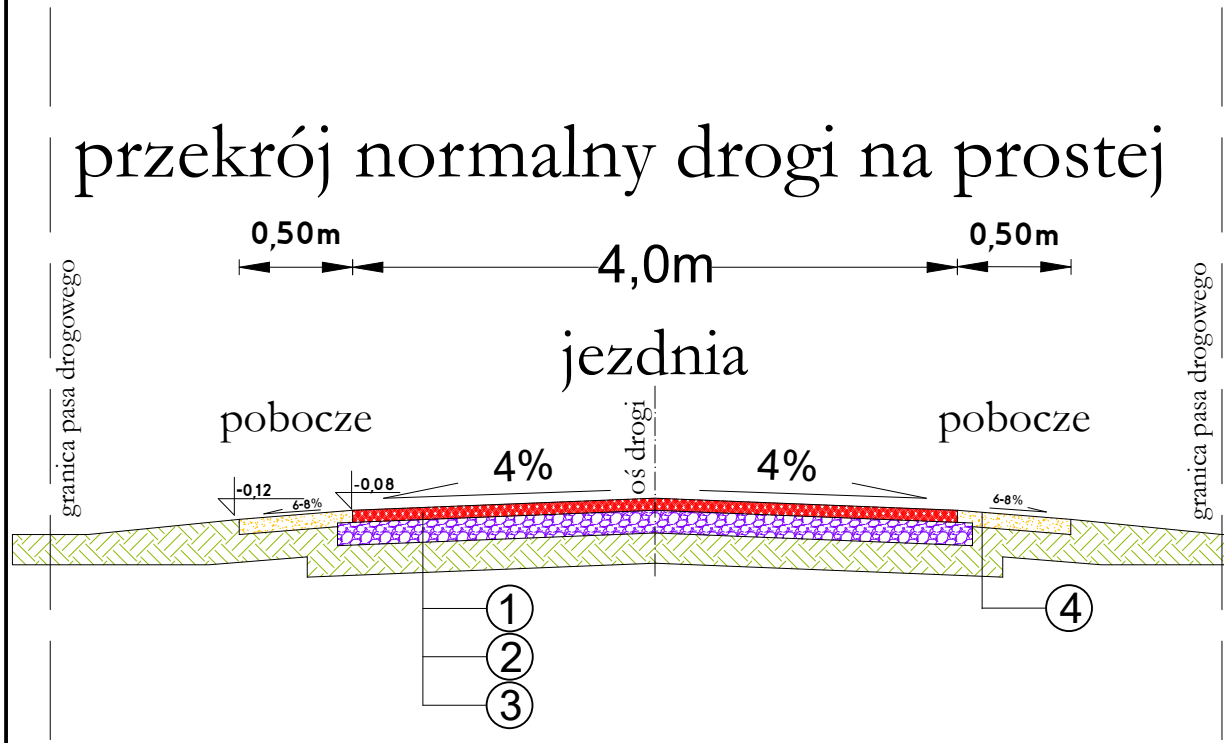 przekrój normalny drogi na prostej
0,50m
4,0m
0,50m
granica pasa drogowego
granica pasa drogowego
jezdnia
pobocze
oś drogi
pobocze
4%
4%
-0,12
6-8%
-0,08
6-8%
1
2
3
4